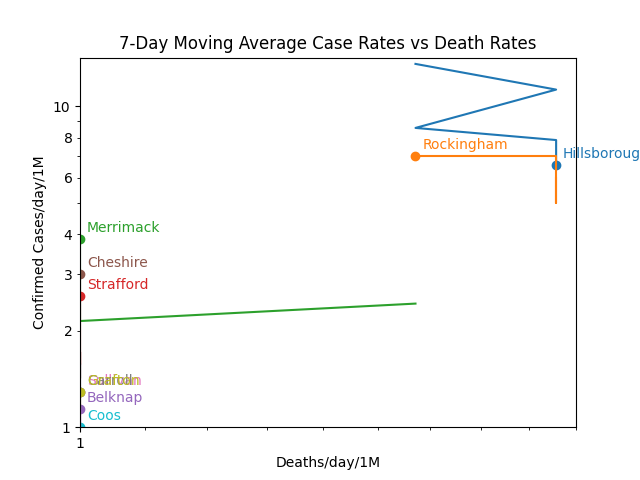 7-Day Moving Average Case Rates vs Death Rates
10
8
6
4
3
2
1
Confirmed Cases/day/1M
Rockingham
Hillsboroug
Merrimack
Cheshire
Strafford
Belknap
Coos
1
Deaths/day/1M